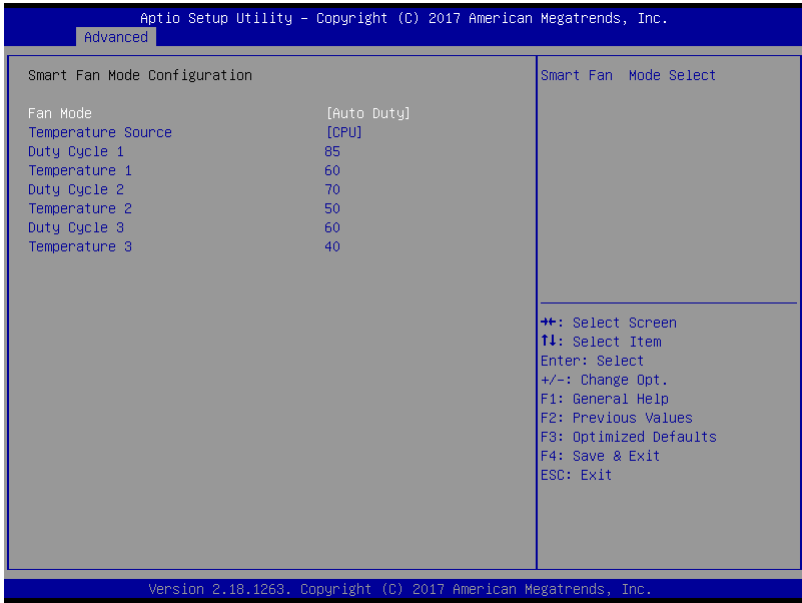 Aptio Setup Utility – Copyright (C) 2017 American Megatrends, Inc.
Advanced
Smart Fan Mode Configuration
Fan Mode [Auto Duty]
Temperature Source [CPU]
Duty Cycle 1 85
Temperature 1 60
Duty Cycle 2 70
Temperature 2 50
Duty Cycle 3 60
Temperature 3 40
Smart Fan  Mode Select
→←: Select Screen
↑↓: Select Item
Enter: Select
+/-: Change Opt.
F1: General Help
F2: Previous Values
F3: Optimized Defaults
F4: Save & Exit
ESC: Exit
Version 2.18.1263. Copyright (C) 2017 American Megatrends, Inc.